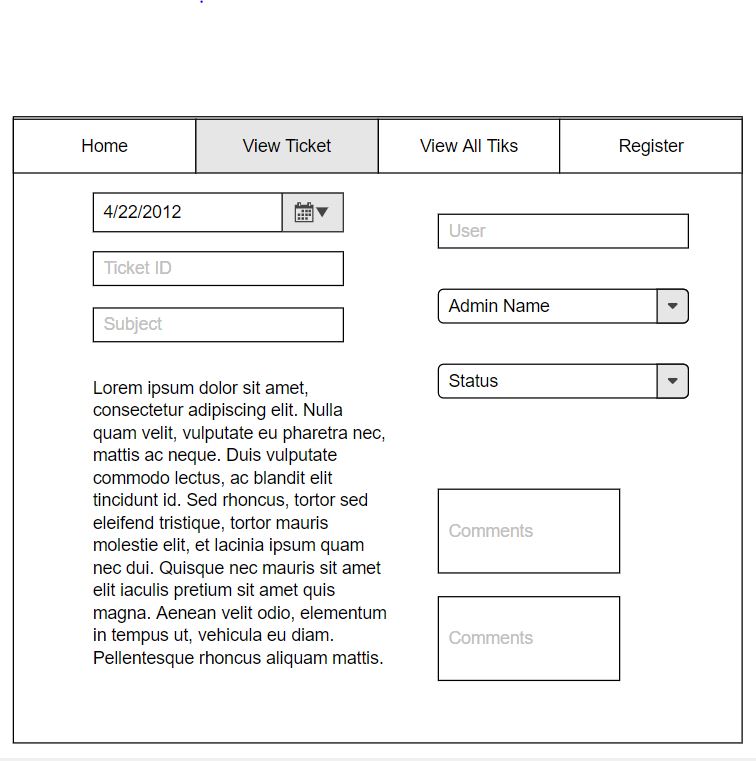 Home
View Ticket
View All Tiks
Register
4/22/2012
Ticket ID
Subject
Lorem ipsum dolor sit amet,
consectetur adipiscing elit. Nulla
quam velit, vulputate eu pharetra nec,
mattis ac neque. Duis vulputate
commodo lectus, ac blandit elit
tincidunt id. Sed rhoncus, tortor sed
eleifend tristique, tortor mauris
molestie elit, et lacinia ipsum quam
nec dui. Quisque nec mauris sit amet
elit iaculis pretium sit amet quis
magna. Aenean velit odio, elementum
in tempus ut, vehicula eu diam.
Pellentesque rhoncus aliquam mattis.
User
Admin Name
Status
Comments
Comments